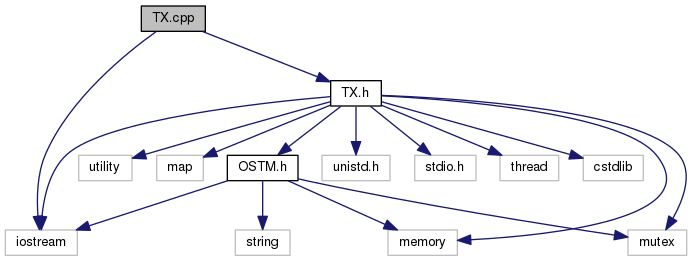 TX.cpp
TX.h
utility
map
OSTM.h
unistd.h
stdio.h
thread
cstdlib
iostream
string
memory
mutex